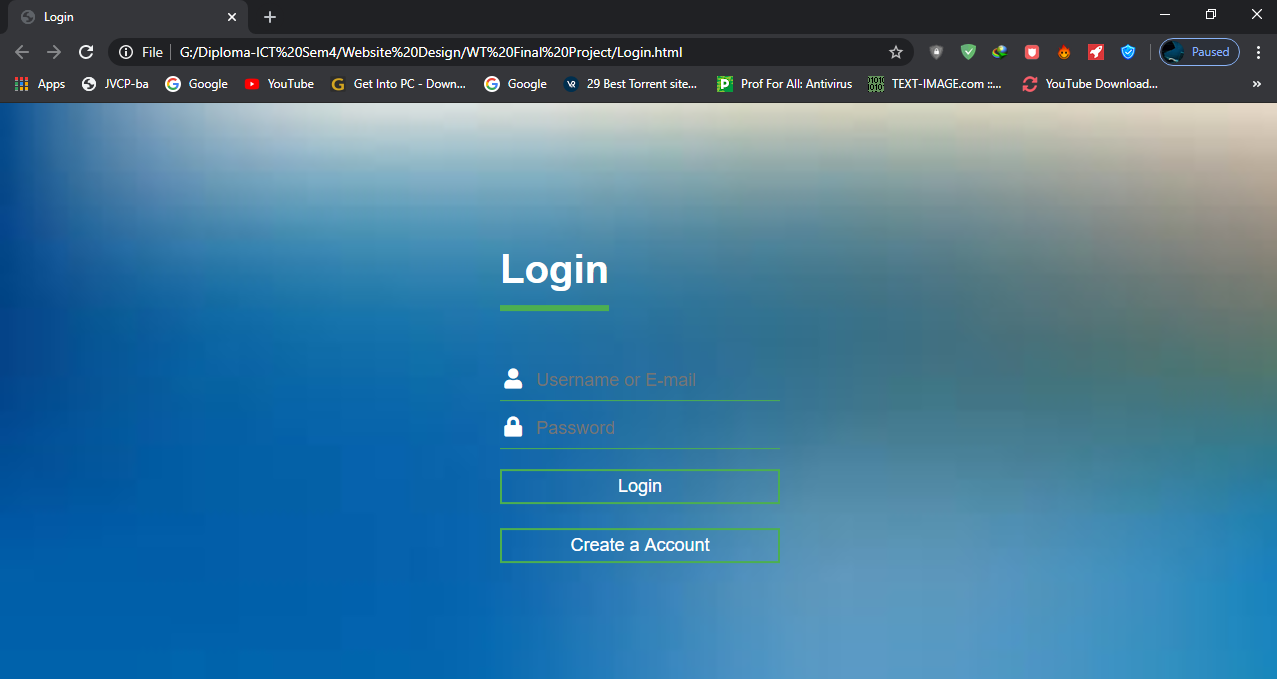 Login
File G:/Diploma-ICT%20Sem4/Website%20Design/WT%20Final%20Project/Login.html Paused
Apps JVCP-ba Google YouTube Get Into PC - Down... Google 29 Best Torrent site... Prof For All: Antivirus TEXT-IMAGE.com ::... YouTube Download... »
Login
Username or E-mail
Password
Login
Create a Account